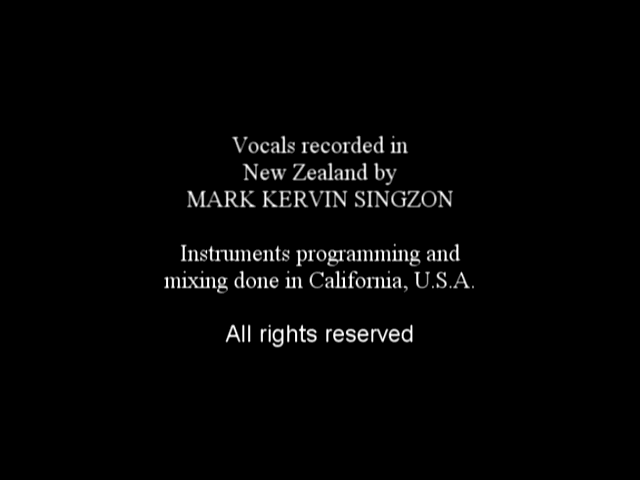 Vocals recorded in
New Zealand by
MARK KERVIN SINGZON
Instruments programming and
mixing done in California, U.S.A.
All rights reserved